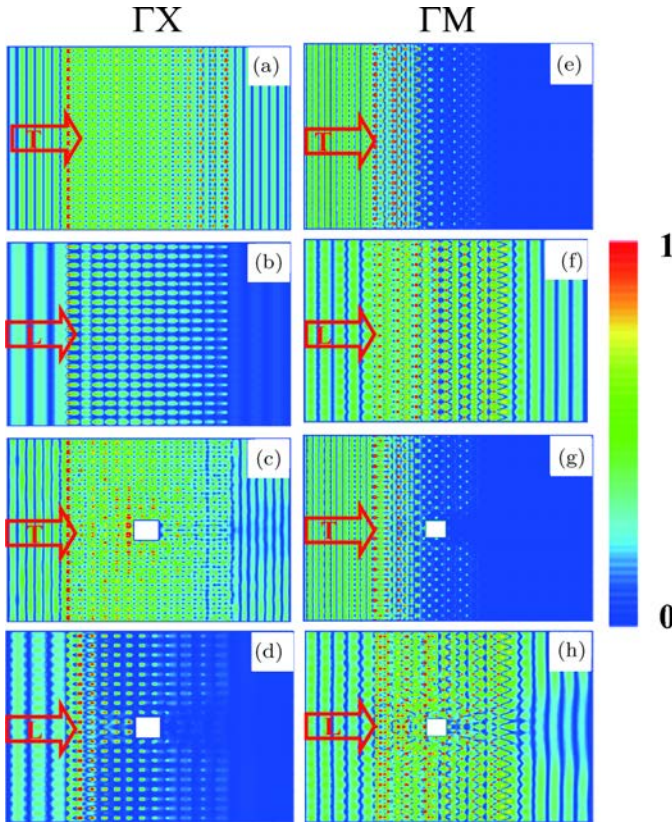 ΓX ΓM
(a) (e)
T T
1
(b) (f)
L L
(c) (g)
T T
0
(d) (h)
L L